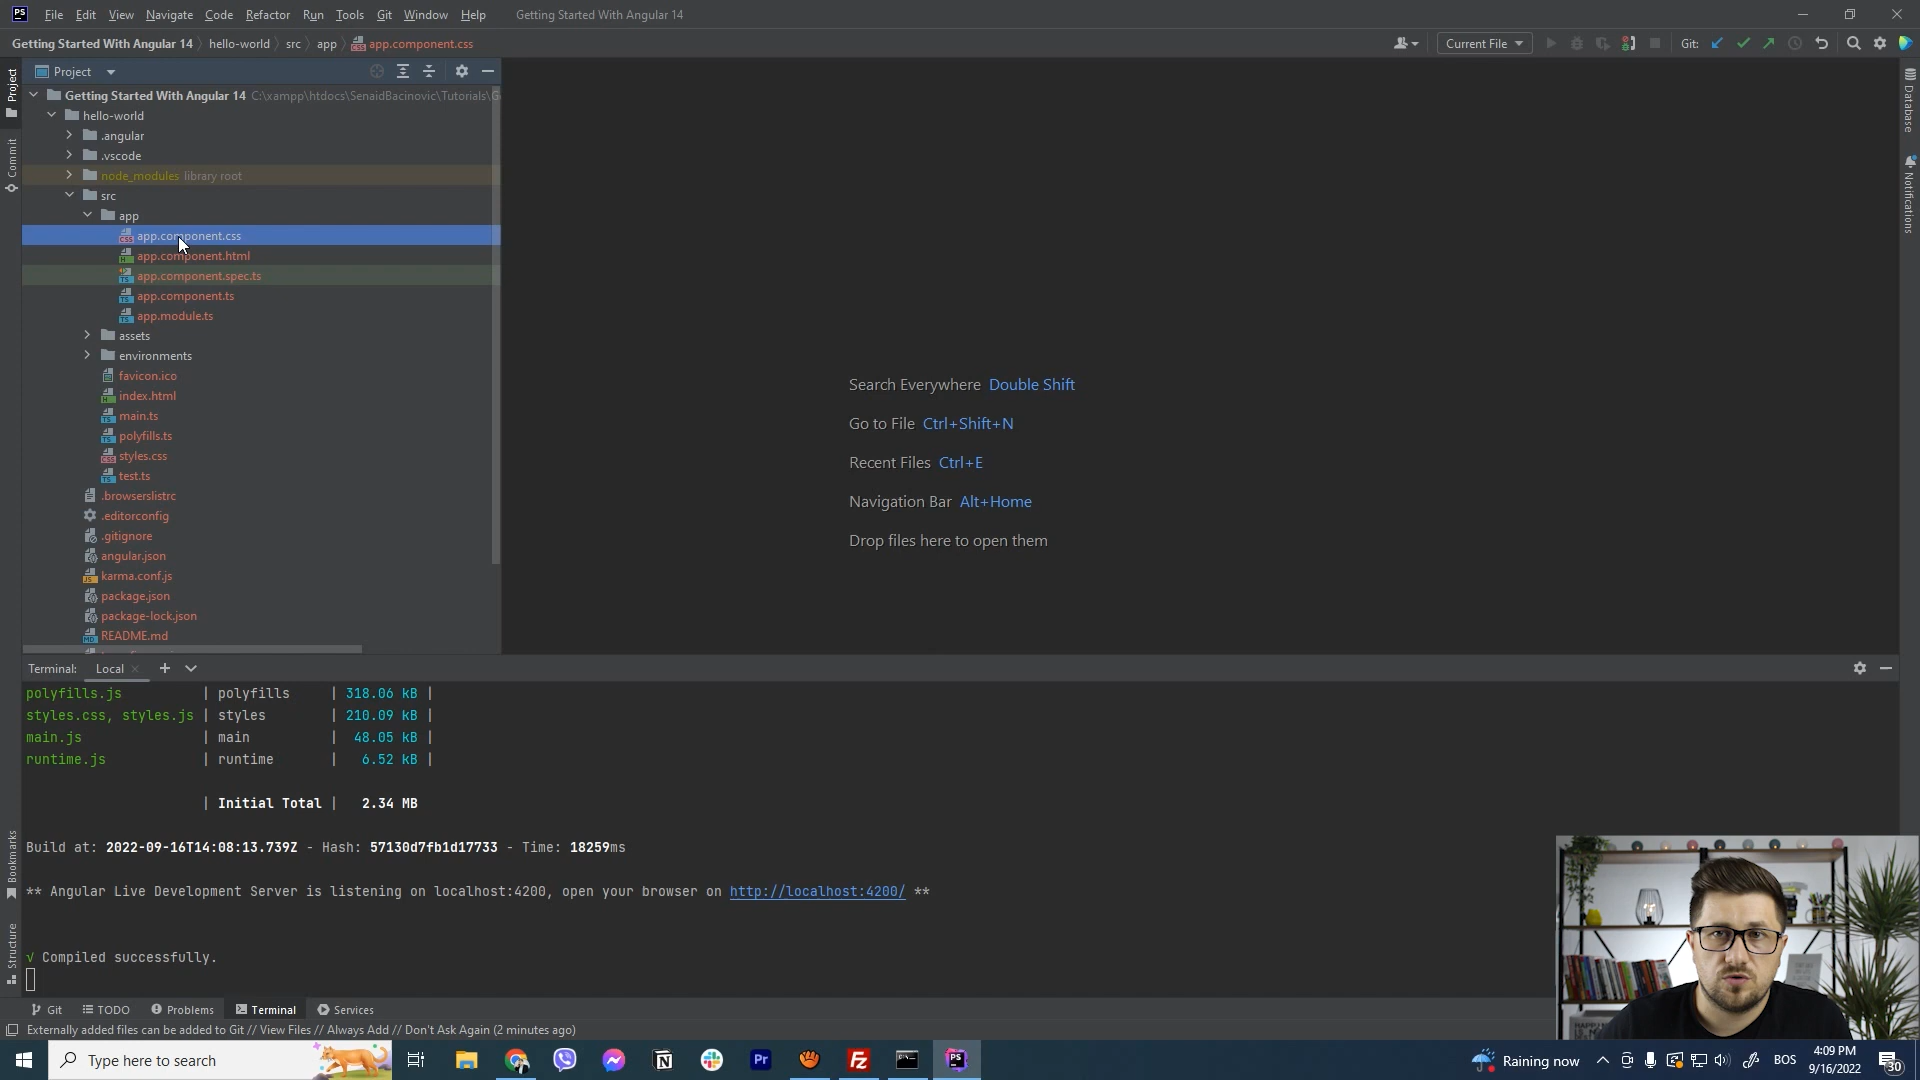 PS File Edit View Navigate Code Refactor Run Tools Git Window Help Getting Started With Angular 14
Getting Started With Angular 14 hello-world src app app.component.css Current File Git:
Project
Getting Started With Angular 14 C:\xampp\htdocs\SenaidBacinovic\Tutorials\G
hello-world
.angular
.vscode
node_modules library root
src
app
app.component.css
app.component.html
app.component.spec.ts
app.component.ts
app.module.ts
assets
environments
favicon.ico
index.html
main.ts
polyfills.ts
styles.css
test.ts
.browserslistrc
.editorconfig
.gitignore
angular.json
karma.conf.js
package.json
package-lock.json
README.md
Project
Commit
Bookmarks
Structure
Search Everywhere Double Shift
Go to File Ctrl+Shift+N
Recent Files Ctrl+E
Navigation Bar Alt+Home
Drop files here to open them
Database
Notifications
Terminal: Local
polyfills.js | polyfills | 318.06 kB |
styles.css, styles.js | styles | 210.09 kB |
main.js | main | 48.05 kB |
runtime.js | runtime | 6.52 kB |
| Initial Total | 2.34 MB
Build at: 2022-09-16T14:08:13.739Z - Hash: 57130d7fb1d17733 - Time: 18259ms
** Angular Live Development Server is listening on localhost:4200, open your browser on http://localhost:4200/ **
√ Compiled successfully.
Git TODO Problems Terminal Services
Externally added files can be added to Git // View Files // Always Add // Don't Ask Again (2 minutes ago)
Type here to search
Pr
Fz
PS
Raining now
BOS
4:09 PM
9/16/2022
30